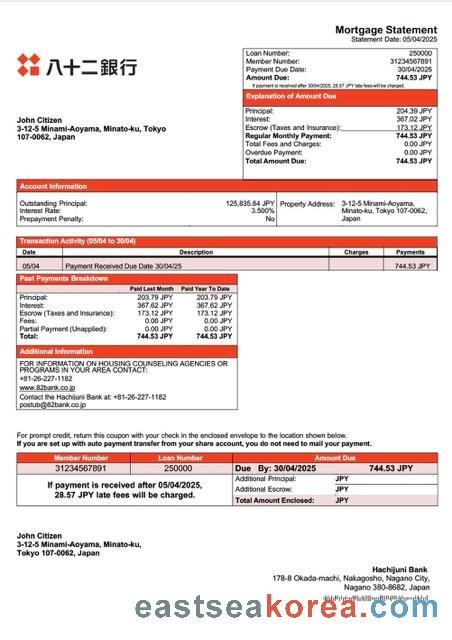 Mortgage Statement
Statement Date: 05/04/2025
八十二銀行
Loan Number: 250000
Member Number: 31234567891
Payment Due Date: 30/04/2025
Amount Due: 744.53 JPY
If payment is received after 30/04/2025, 28.57 JPY late fees will be charged.
John Citizen
3-12-5 Minami-Aoyama, Minato-ku, Tokyo
107-0062, Japan
Explanation of Amount Due
Principal: 204.39 JPY
Interest: 367.02 JPY
Escrow (Taxes and Insurance): 173.12 JPY
Regular Monthly Payment: 744.53 JPY
Total Fees and Charges: 0.00 JPY
Overdue Payment: 0.00 JPY
Total Amount Due: 744.53 JPY
Account Information
Outstanding Principal: 125,835.84 JPY
Interest Rate: 3.500%
Prepayment Penalty: No
Property Address: 3-12-5 Minami-Aoyama,
Minato-ku, Tokyo 107-0062,
Japan
Transaction Activity (05/04 to 30/04)
Date Description Charges Payments
05/04 Payment Received Due Date 30/04/25 744.53 JPY
Past Payments Breakdown
Paid Last Month Paid Year To Date
Principal: 203.79 JPY 203.79 JPY
Interest: 367.62 JPY 367.62 JPY
Escrow (Taxes and Insurance): 173.12 JPY 173.12 JPY
Fees: 0.00 JPY 0.00 JPY
Partial Payment (Unapplied): 0.00 JPY 0.00 JPY
Total: 744.53 JPY 744.53 JPY
Additional Information
FOR INFORMATION ON HOUSING COUNSELING AGENCIES OR
PROGRAMS IN YOUR AREA CONTACT:
+81-26-227-1182
www.82bank.co.jp
Contact the Hachijuni Bank at: +81-26-227-1182
postub@82bank.co.jp
For prompt credit, return this coupon with your check in the enclosed envelope to the location shown below.
If you are set up with auto payment transfer from your share account, you do not need to mail your payment.
Member Number Loan Number Amount Due
31234567891 250000 Due By: 30/04/2025 744.53 JPY
If payment is received after 05/04/2025,
28.57 JPY late fees will be charged.
Additional Principal: JPY
Additional Escrow: JPY
Total Amount Enclosed: JPY
John Citizen
3-12-5 Minami-Aoyama, Minato-ku,
Tokyo 107-0062, Japan
Hachijuni Bank
178-8 Okada-machi, Nakagosho, Nagano City,
Nagano 380-8682, Japan
eastseakorea.com